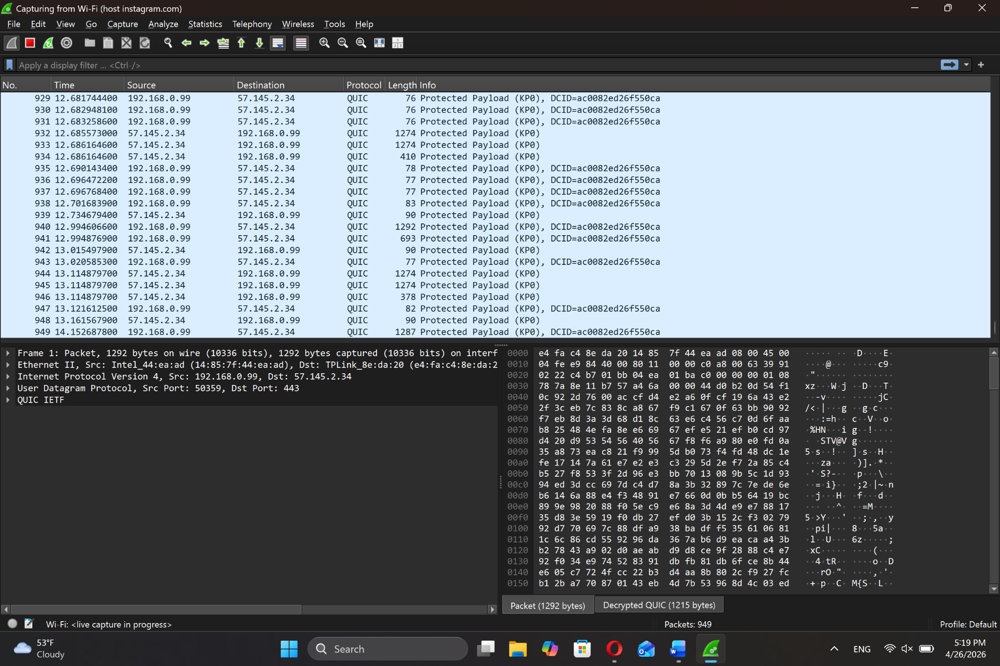 Capturing from Wi-Fi (host instagram.com)
File Edit View Go Capture Analyze Statistics Telephony Wireless Tools Help
Apply a display filter ... <Ctrl-/>
No. Time Source Destination Protocol Length Info
929 12.681744400 192.168.0.99 57.145.2.34 QUIC 76 Protected Payload (KP0), DCID=ac0082ed26f550ca
930 12.682948100 192.168.0.99 57.145.2.34 QUIC 76 Protected Payload (KP0), DCID=ac0082ed26f550ca
931 12.683258600 192.168.0.99 57.145.2.34 QUIC 76 Protected Payload (KP0), DCID=ac0082ed26f550ca
932 12.685573000 57.145.2.34 192.168.0.99 QUIC 1274 Protected Payload (KP0)
933 12.686164600 57.145.2.34 192.168.0.99 QUIC 1274 Protected Payload (KP0)
934 12.686164600 57.145.2.34 192.168.0.99 QUIC 410 Protected Payload (KP0)
935 12.690143400 192.168.0.99 57.145.2.34 QUIC 78 Protected Payload (KP0), DCID=ac0082ed26f550ca
936 12.696472200 192.168.0.99 57.145.2.34 QUIC 77 Protected Payload (KP0), DCID=ac0082ed26f550ca
937 12.696768400 192.168.0.99 57.145.2.34 QUIC 77 Protected Payload (KP0), DCID=ac0082ed26f550ca
938 12.701683900 192.168.0.99 57.145.2.34 QUIC 83 Protected Payload (KP0), DCID=ac0082ed26f550ca
939 12.734679400 57.145.2.34 192.168.0.99 QUIC 90 Protected Payload (KP0)
940 12.994606600 192.168.0.99 57.145.2.34 QUIC 1292 Protected Payload (KP0), DCID=ac0082ed26f550ca
941 12.994876900 192.168.0.99 57.145.2.34 QUIC 693 Protected Payload (KP0), DCID=ac0082ed26f550ca
942 13.015497900 57.145.2.34 192.168.0.99 QUIC 90 Protected Payload (KP0)
943 13.020585300 192.168.0.99 57.145.2.34 QUIC 77 Protected Payload (KP0), DCID=ac0082ed26f550ca
944 13.114879700 57.145.2.34 192.168.0.99 QUIC 1274 Protected Payload (KP0)
945 13.114879700 57.145.2.34 192.168.0.99 QUIC 1274 Protected Payload (KP0)
946 13.114879700 57.145.2.34 192.168.0.99 QUIC 378 Protected Payload (KP0)
947 13.121612500 192.168.0.99 57.145.2.34 QUIC 82 Protected Payload (KP0), DCID=ac0082ed26f550ca
948 13.161567900 57.145.2.34 192.168.0.99 QUIC 90 Protected Payload (KP0)
949 14.152687800 192.168.0.99 57.145.2.34 QUIC 1287 Protected Payload (KP0), DCID=ac0082ed26f550ca
Frame 1: Packet, 1292 bytes on wire (10336 bits), 1292 bytes captured (10336 bits) on interf
Ethernet II, Src: Intel_44:ea:ad (14:85:7f:44:ea:ad), Dst: TPLink_8e:da:20 (e4:fa:c4:8e:da:2
Internet Protocol Version 4, Src: 192.168.0.99, Dst: 57.145.2.34
User Datagram Protocol, Src Port: 50359, Dst Port: 443
QUIC IETF
0000 e4 fa c4 8e da 20 14 85 7f 44 ea ad 08 00 45 00 ····· ·· ·D····E·
0010 04 fe e9 84 40 00 80 11 00 00 c0 a8 00 63 39 91 ····@··· ·····c9·
0020 02 22 c4 b7 01 bb 04 ea 01 ba c0 00 00 00 01 08 ·"······ ········
0030 78 7a 8e 11 b7 57 a4 6a 00 00 44 d0 b2 0d 54 f1 xz···W·j ··D···T·
0040 0c 92 2d 76 00 ac cf d4 e2 a6 0f cf 19 6a 43 e2 ··-v···· ·····jC·
0050 2f 3c eb 7c 83 8c a8 67 f9 c1 67 0f 63 bb 90 92 /<·|···g ··g·c···
0060 f7 eb 8d 3a 3d 68 d1 8c 63 e6 c4 56 c7 0d 6f aa ···:=h·· c··V··o·
0070 b8 25 48 4e fa 8e e6 69 67 ef e5 21 ef b0 cd 97 ·%HN···i g··!····
0080 d4 20 d9 53 54 56 40 56 67 f8 f6 a9 80 e0 fd 0a · ·STV@V g·······
0090 35 a8 73 ea c8 21 f9 99 5d b0 73 f4 fd 48 dc 1e 5·s··!·· ]·s··H··
00a0 fe 17 14 7a 61 e7 e2 e3 c3 29 5d 2e f7 2a 85 c4 ···za··· ·)].·*··
00b0 b5 27 f8 53 3f 2d 96 e3 bb 70 13 08 9b 5c 1d 93 ·'·S?-·· ·p···\··
00c0 94 ed 3d cc 69 7d c4 d7 8a 3b 32 89 7c 7e de 6e ··=·i}·· ·;2·|~·n
00d0 b6 14 6a 88 e4 f3 48 91 e7 66 0d 0b b5 64 19 bc ··j···H· ·f···d··
00e0 89 9e 98 20 88 f0 5e c9 e6 8a 3d 4d e9 e7 88 17 ··· ··^· ··=M····
00f0 35 d8 3e 59 19 f0 db 27 ef d0 3b 15 2c f3 02 79 5·>Y···' ··;·,··y
0100 92 d7 70 69 7c 88 df a9 38 ba df f5 35 61 06 81 ··pi|··· 8···5a··
0110 1c 6c 86 cd 55 92 96 da 36 7a b6 d9 ea ca a4 3b ·l··U··· 6z·····;
0120 b2 78 43 a9 02 d0 ae ab d9 d8 ce 9f 28 88 c4 e7 ·xC····· ····(···
0130 92 f0 34 e9 74 52 83 91 db fb 81 db 6f ce 8b 44 ··4·tR·· ····o··D
0140 e6 05 c7 72 4f cc 22 b3 d4 aa 8b 80 2c f9 27 fc ···rO·"· ····,·'·
0150 b1 2b a7 70 87 01 43 eb 4d 7b 53 96 8d 4c 03 ed ·+·p··C· M{S··L··
Packet (1292 bytes) Decrypted QUIC (1215 bytes)
Wi-Fi: <live capture in progress> Packets: 949 Profile: Default
53°F
Cloudy
Search
ENG
5:19 PM
4/26/2026